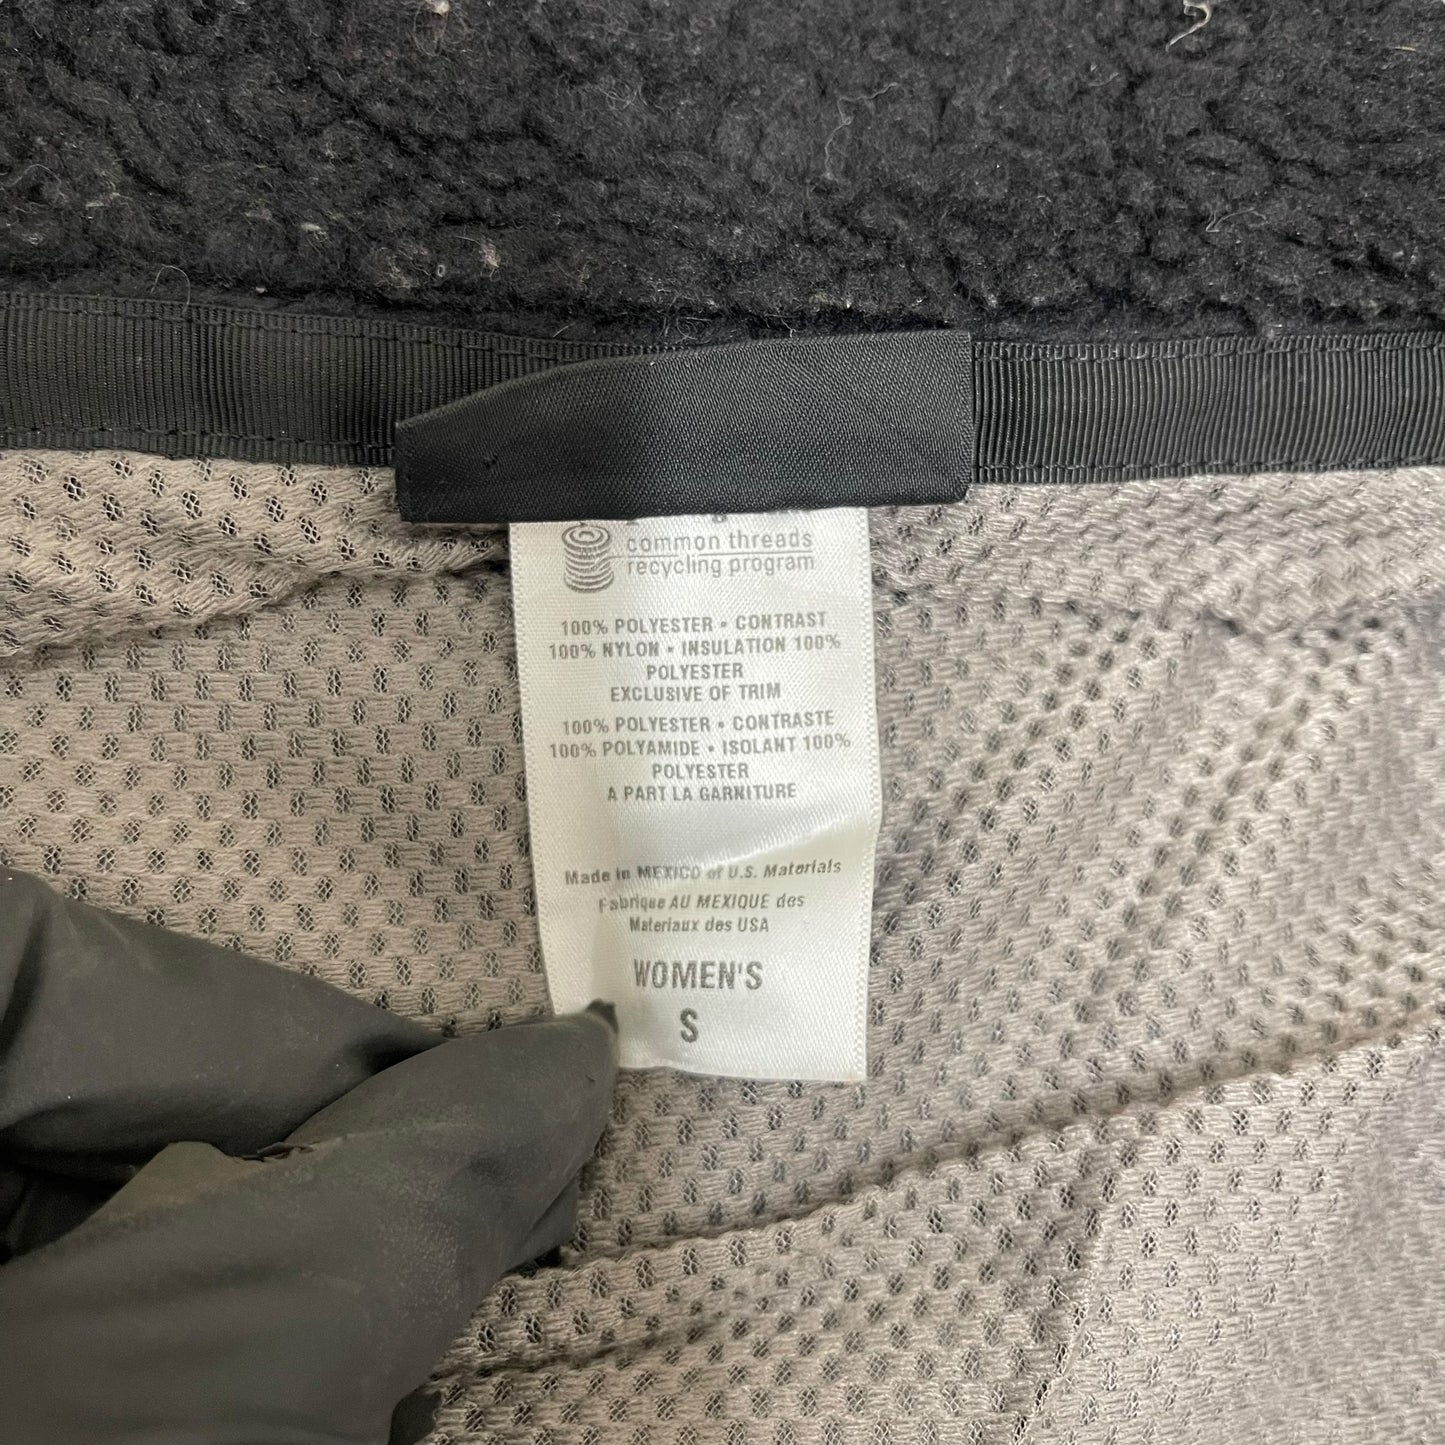 common threads
recycling program
100% POLYESTER • CONTRAST
100% NYLON • INSULATION 100%
POLYESTER
EXCLUSIVE OF TRIM
100% POLYESTER • CONTRASTE
100% POLYAMIDE • ISOLANT 100%
POLYESTER
A PART LA GARNITURE
Made in MEXICO of U.S. Materials
Fabrique AU MEXIQUE des
Materiaux des USA
WOMEN'S
S